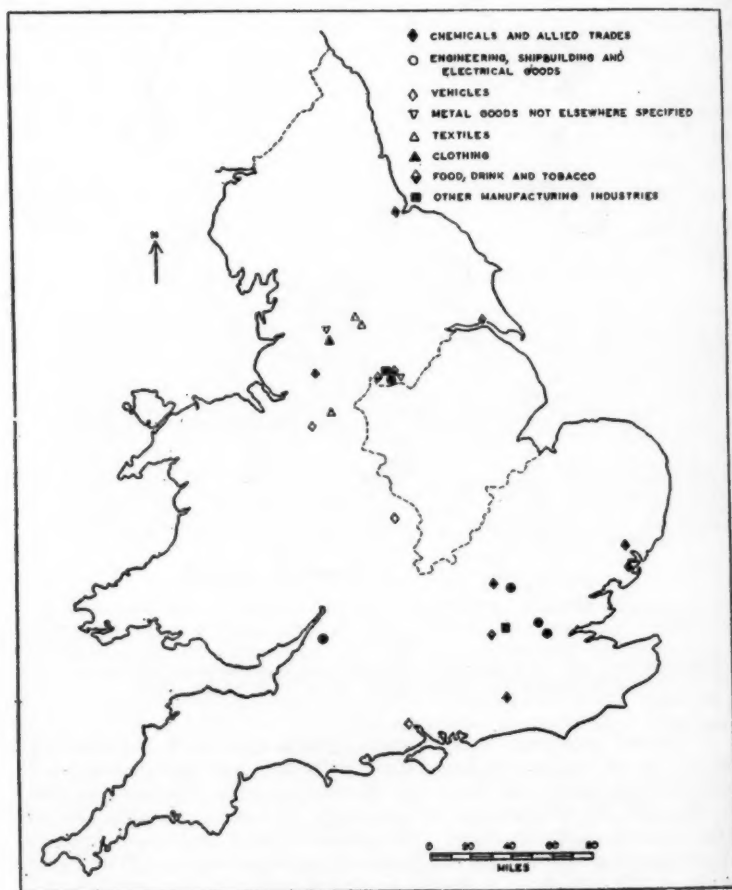 CHEMICALS AND ALLIED TRADES
ENGINEERING, SHIPBUILDING AND
ELECTRICAL GOODS
VEHICLES
METAL GOODS NOT ELSEWHERE SPECIFIED
TEXTILES
CLOTHING
FOOD, DRINK AND TOBACCO
OTHER MANUFACTURING INDUSTRIES
N
0 20 40 60 80
MILES